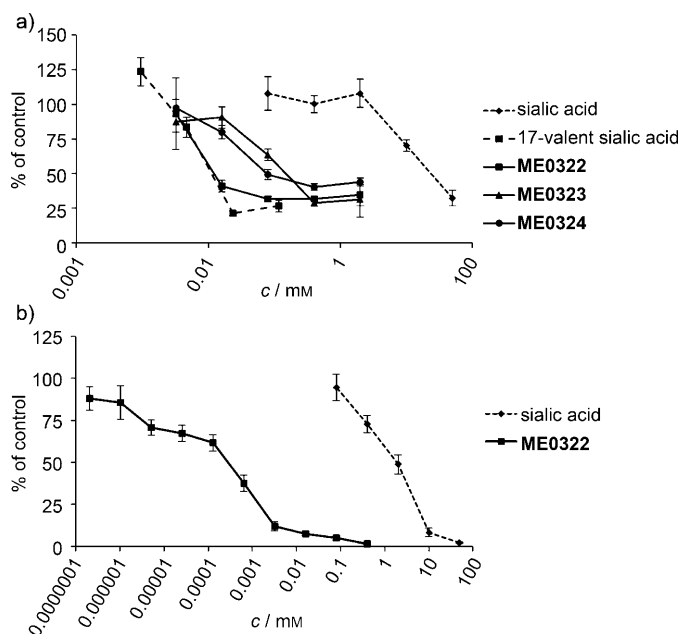 a)
150
125
100
75
50
25
0
% of control
0.001
0.01
1
100
c / mM
sialic acid
17-valent sialic acid
ME0322
ME0323
ME0324
b)
125
100
75
50
25
0
% of control
0.0000001
0.000001
0.00001
0.0001
0.001
0.01
0.1
1
10
100
c / mM
sialic acid
ME0322